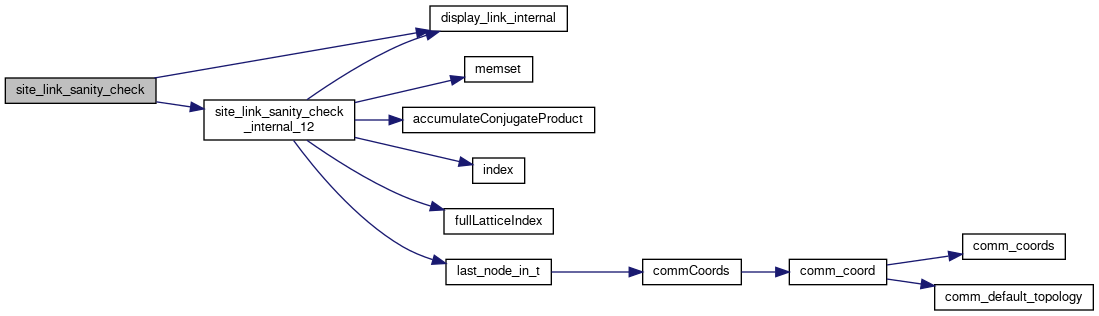 display_link_internal
site_link_sanity_check
memset
site_link_sanity_check
_internal_12
accumulateConjugateProduct
index
fullLatticeIndex
last_node_in_t
commCoords
comm_coord
comm_coords
comm_default_topology